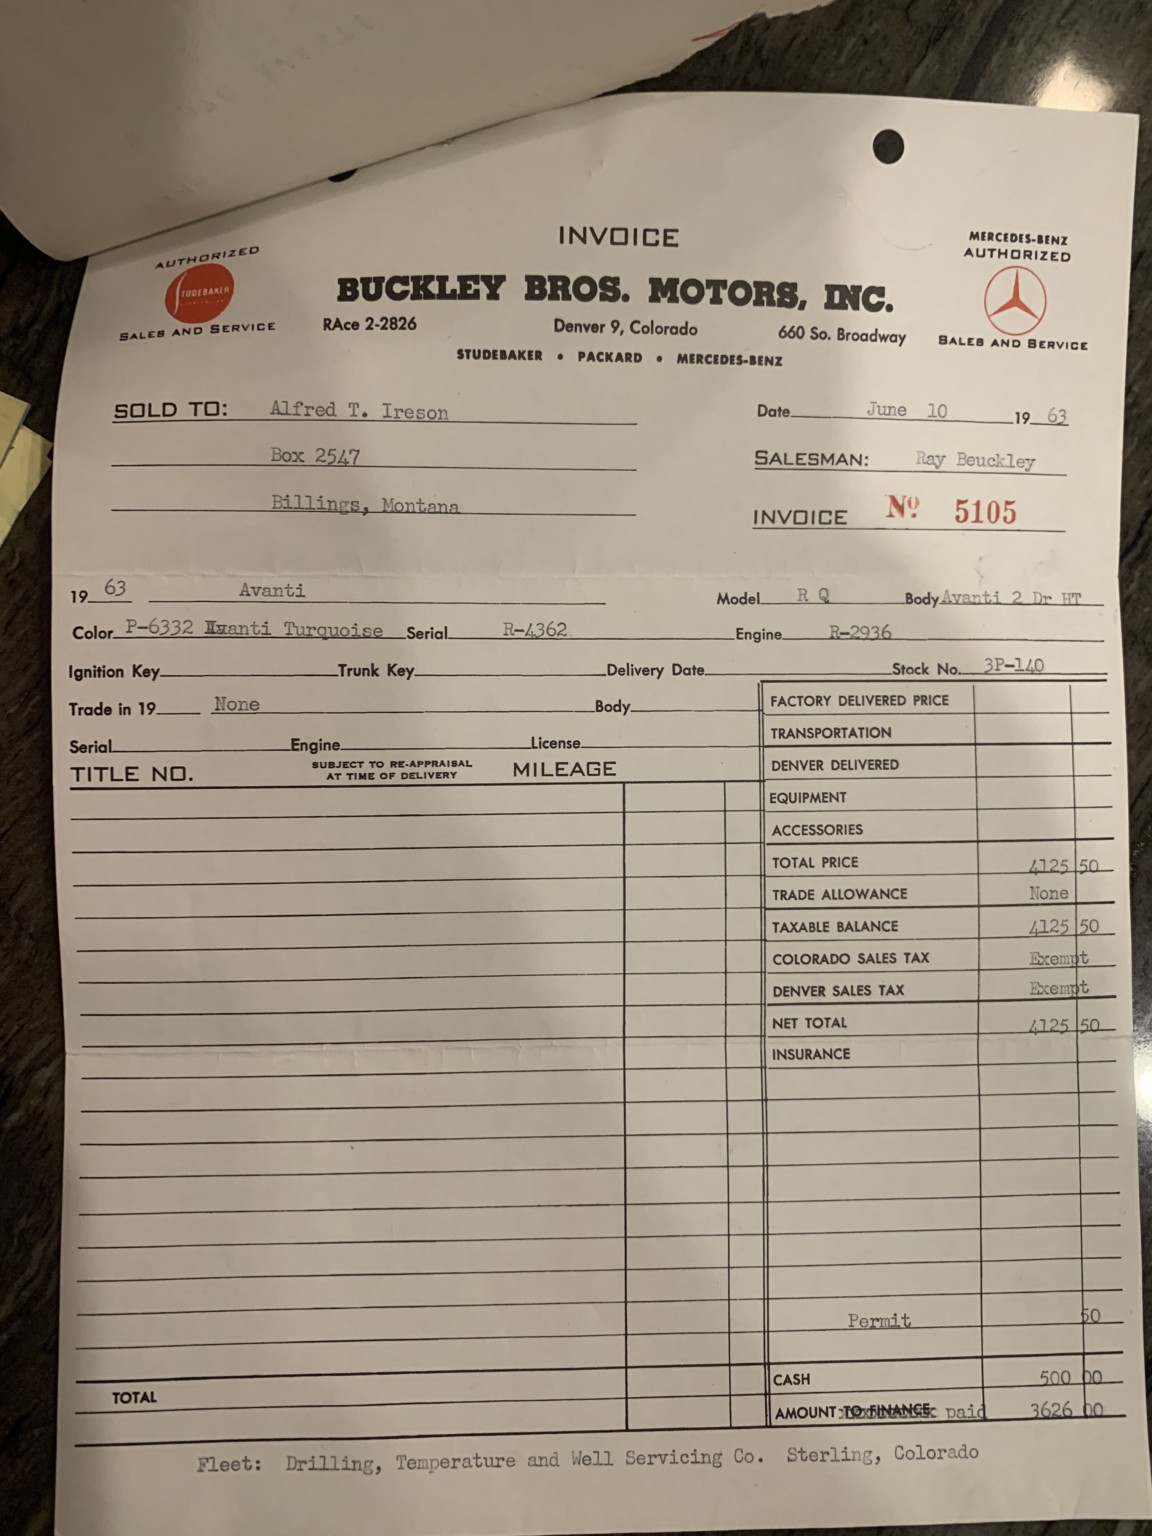 INVOICE
AUTHORIZED
STUDEBAKER
SALES AND SERVICE
BUCKLEY BROS. MOTORS, INC.
RAce 2-2826 Denver 9, Colorado 660 So. Broadway
STUDEBAKER • PACKARD • MERCEDES-BENZ
MERCEDES-BENZ
AUTHORIZED
SALES AND SERVICE
SOLD TO: Alfred T. Ireson
Box 2547
Billings, Montana
Date June 10 19 63
SALESMAN: Ray Beuckley
INVOICE Nº 5105
19 63 Avanti Model R Q Body Avanti 2 Dr HT
Color P-6332 Avanti Turquoise Serial R-4362 Engine R-2936
Ignition Key Trunk Key Delivery Date Stock No. 3P-140
Trade in 19 None Body
Serial Engine License
TITLE NO. SUBJECT TO RE-APPRAISAL AT TIME OF DELIVERY MILEAGE
FACTORY DELIVERED PRICE
TRANSPORTATION
DENVER DELIVERED
EQUIPMENT
ACCESSORIES
TOTAL PRICE 4125 50
TRADE ALLOWANCE None
TAXABLE BALANCE 4125 50
COLORADO SALES TAX Exempt
DENVER SALES TAX Exempt
NET TOTAL 4125 50
INSURANCE
Permit 50
CASH 500 00
TOTAL
AMOUNT TO FINANCE paid 3626 00
Fleet: Drilling, Temperature and Well Servicing Co. Sterling, Colorado